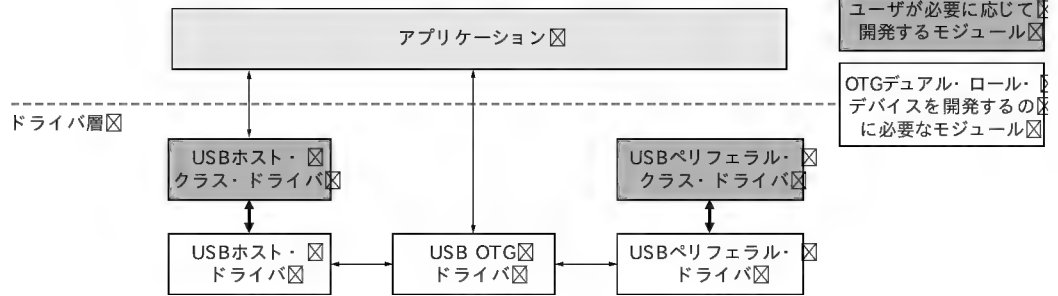 ユーザが必要に応じて
開発するモジュール
アプリケーション
OTGデュアル・ロール・
デバイスを開発するの
に必要なモジュール
ドライバ層
USBホスト・
クラス・ドライバ
USBペリフェラル・
クラス・ドライバ
USBホスト・
ドライバ
USB OTG
ドライバ
USBペリフェラル・
ドライバ